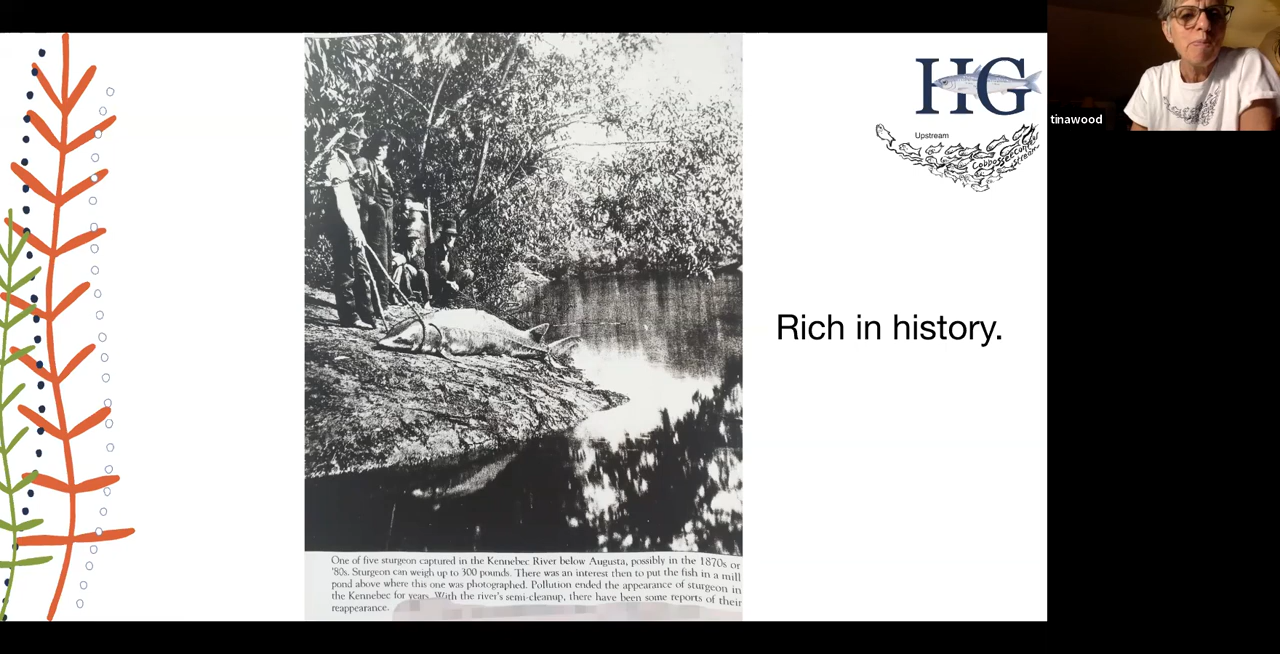 HG
tinawood
Upstream
Cobbosseecontee
Stream
Rich in history.
One of five sturgeon captured in the Kennebec River below Augusta, possibly in the 1870s or
'80s. Sturgeon can weigh up to 300 pounds. There was an interest then to put the fish in a mill
pond above where this one was photographed. Pollution ended the appearance of sturgeon in
the Kennebec for years. With the river's semi-cleanup, there have been some reports of their
reappearance.